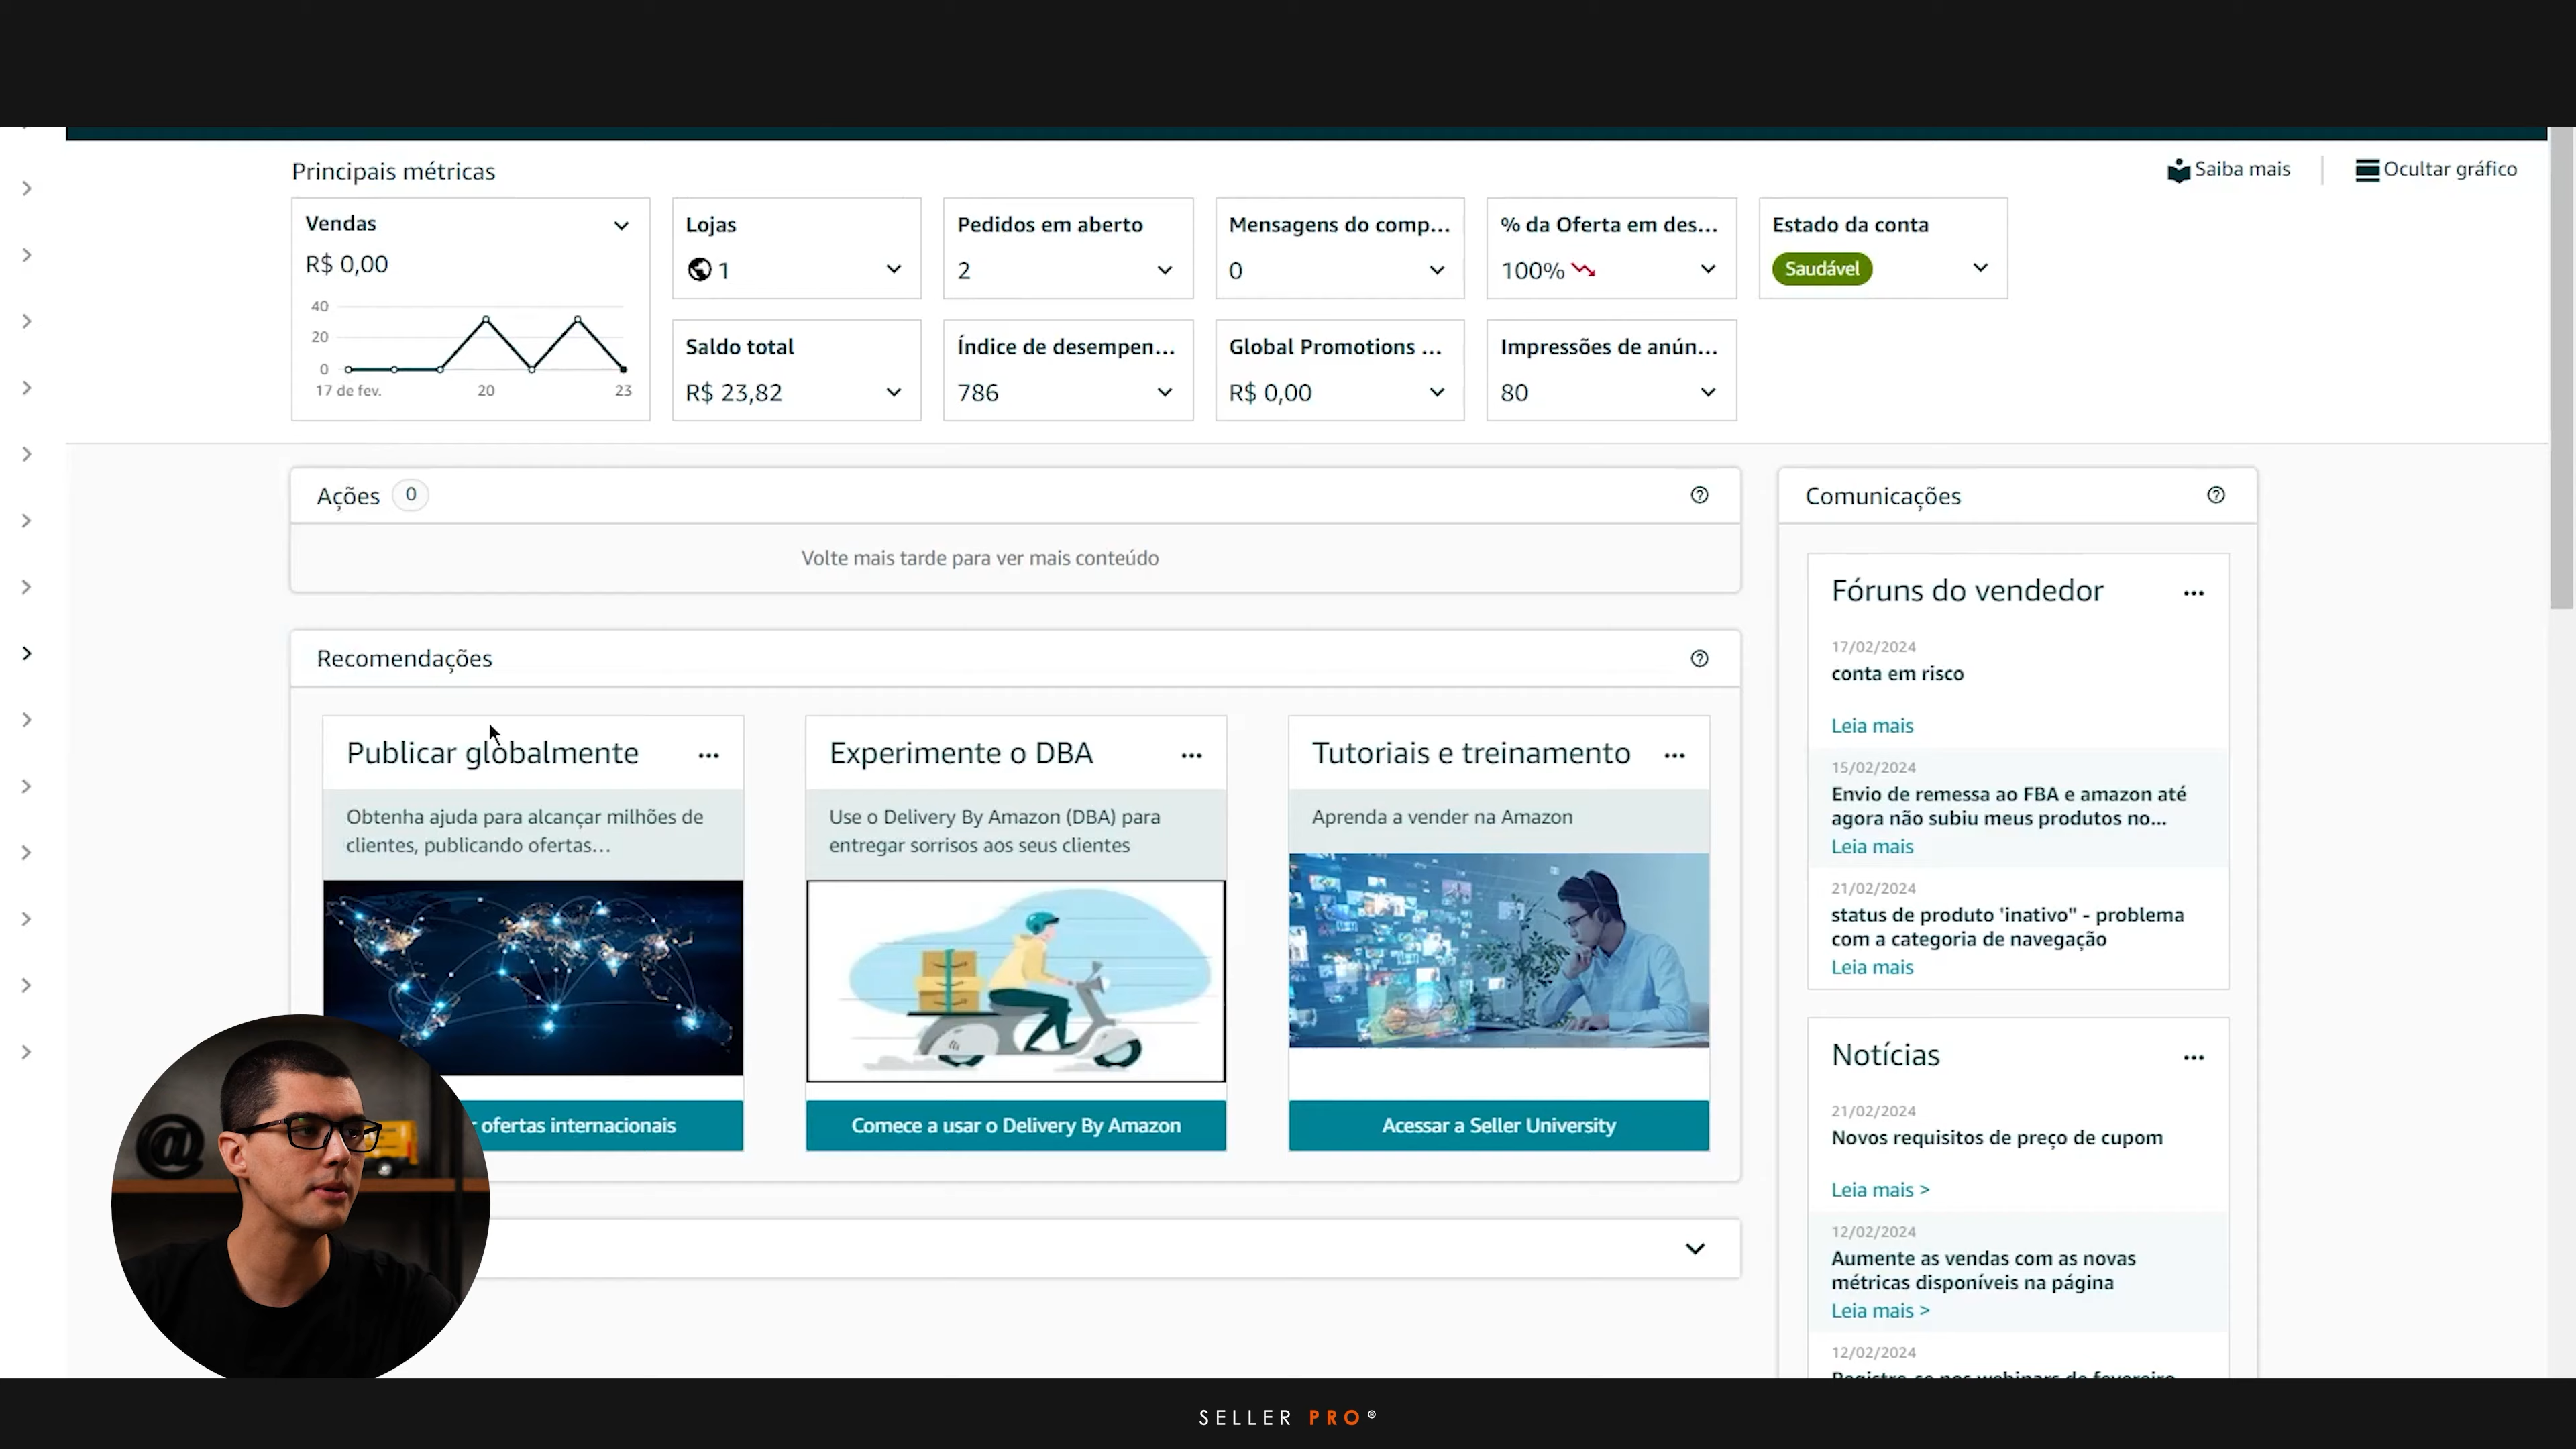 Principais métricas
Saiba mais
Ocultar gráfico
Vendas
R$ 0,00
40
20
0
17 de fev.
20
23
Lojas
1
Pedidos em aberto
2
Mensagens do comp...
0
% da Oferta em des...
100%
Estado da conta
Saudável
Saldo total
R$ 23,82
Índice de desempen...
786
Global Promotions ...
R$ 0,00
Impressões de anún...
80
Ações 0
Volte mais tarde para ver mais conteúdo
Recomendações
Publicar globalmente
Obtenha ajuda para alcançar milhões de
clientes, publicando ofertas...
ofertas internacionais
Experimente o DBA
Use o Delivery By Amazon (DBA) para
entregar sorrisos aos seus clientes
Comece a usar o Delivery By Amazon
Tutoriais e treinamento
Aprenda a vender na Amazon
Acessar a Seller University
Comunicações
Fóruns do vendedor
17/02/2024
conta em risco
Leia mais
15/02/2024
Envio de remessa ao FBA e amazon até
agora não subiu meus produtos no...
Leia mais
21/02/2024
status de produto 'inativo" - problema
com a categoria de navegação
Leia mais
Notícias
21/02/2024
Novos requisitos de preço de cupom
Leia mais >
12/02/2024
Aumente as vendas com as novas
métricas disponíveis na página
Leia mais >
12/02/2024
Registre-se nos webinars de fevereiro
@
SELLER PRO®